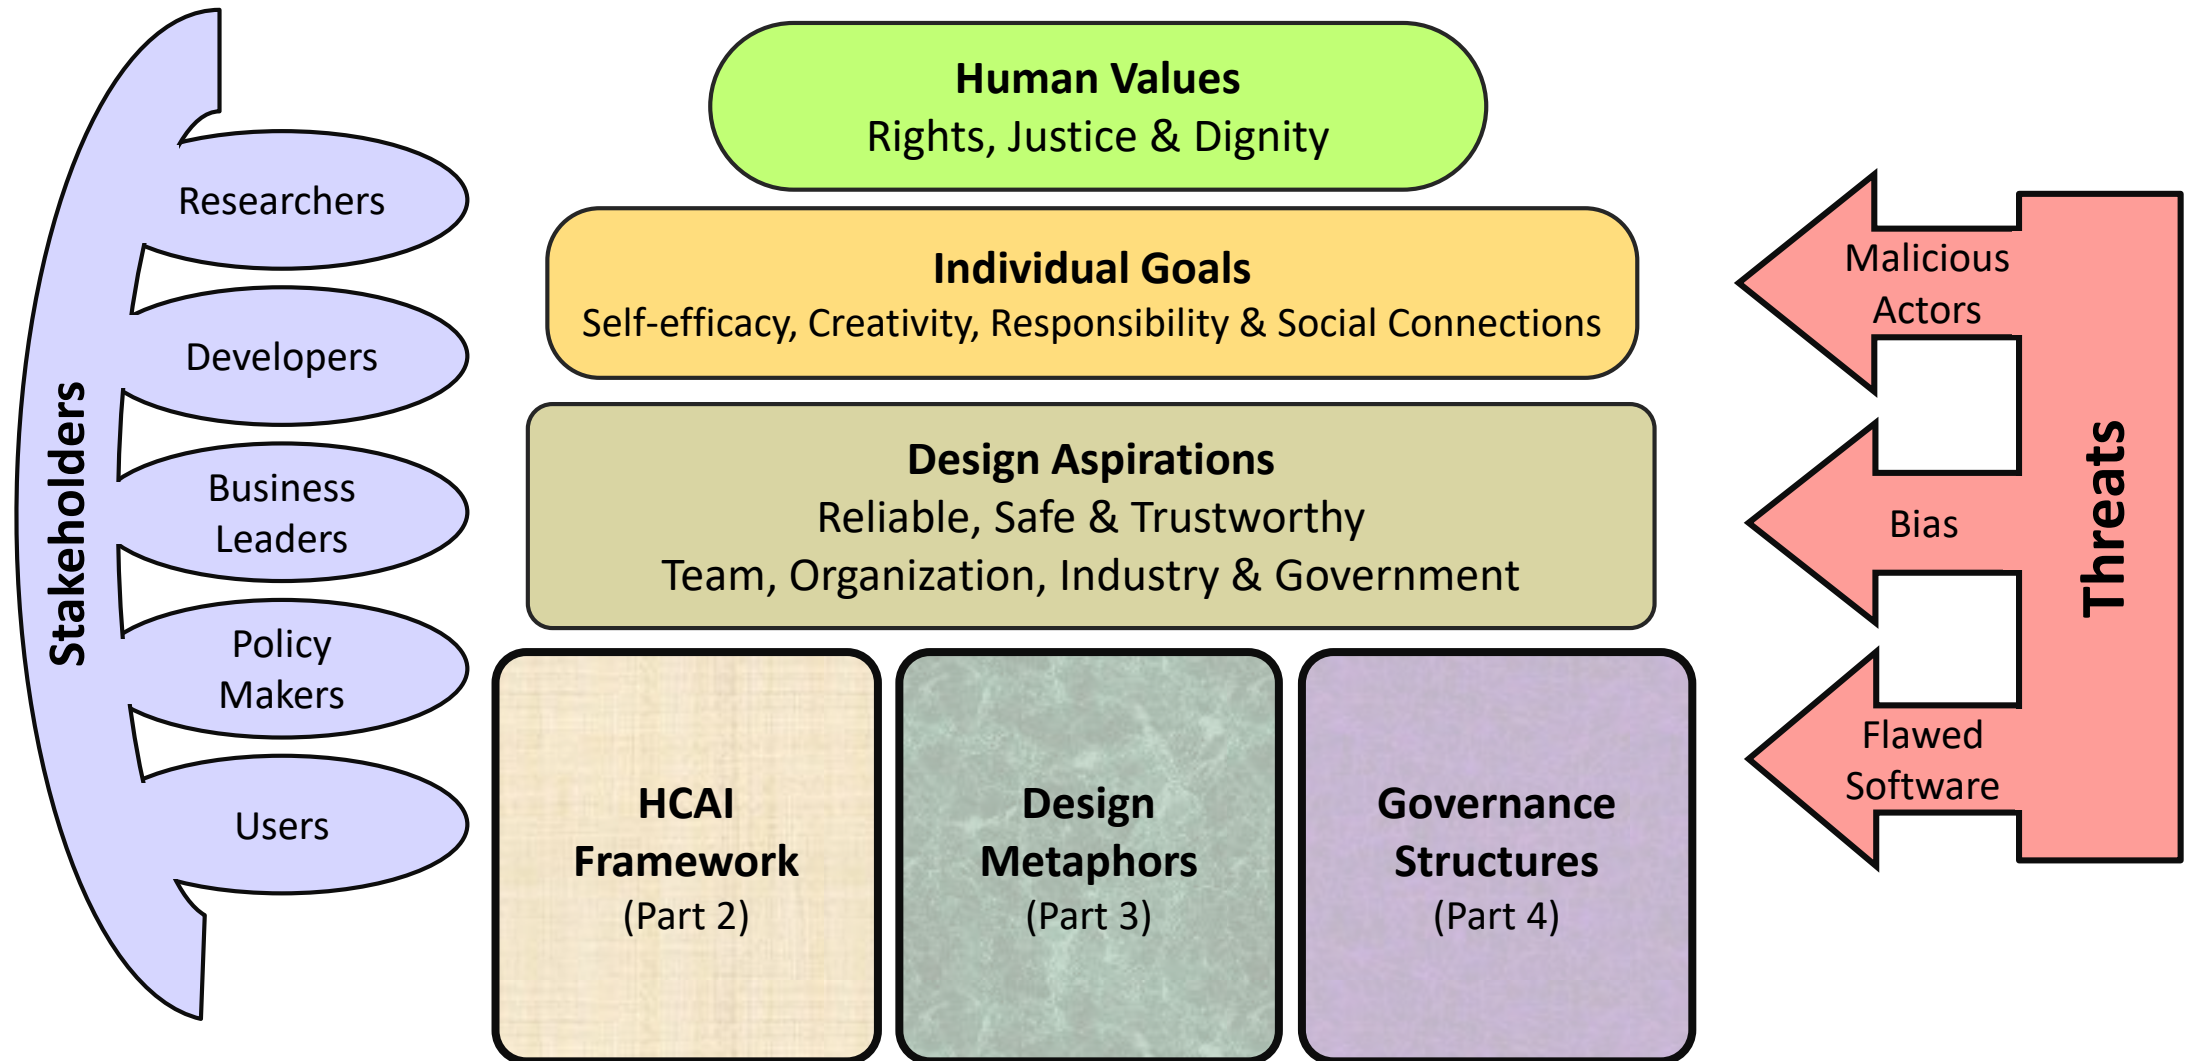 Stakeholders
Researchers
Developers
Business
Leaders
Policy
Makers
Users
Human Values
Rights, Justice & Dignity
Individual Goals
Self-efficacy, Creativity, Responsibility & Social Connections
Design Aspirations
Reliable, Safe & Trustworthy
Team, Organization, Industry & Government
HCAI
Framework
(Part 2)
Design
Metaphors
(Part 3)
Governance
Structures
(Part 4)
Malicious
Actors
Bias
Flawed
Software
Threats